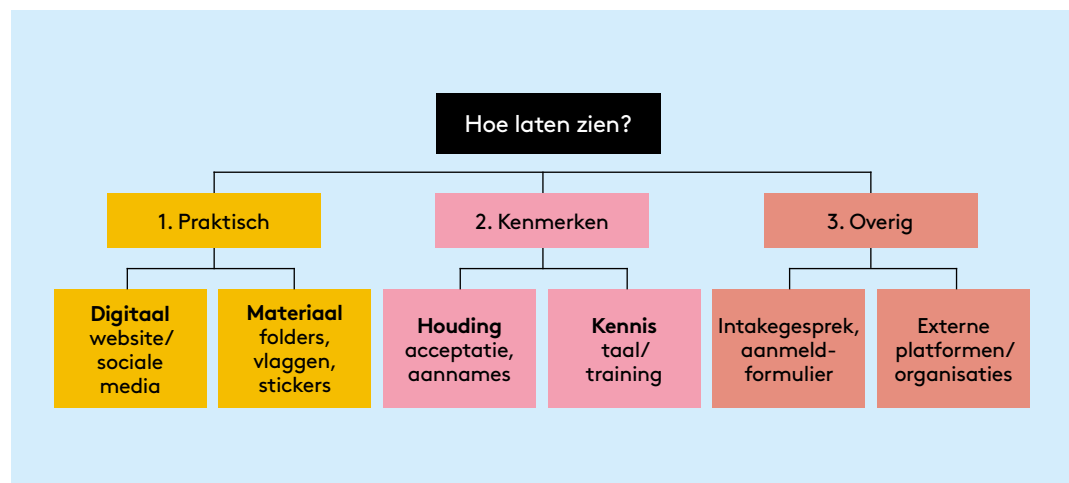 Hoe laten zien?
1. Praktisch
2. Kenmerken
3. Overig
Digitaal
website/
sociale
media
Materiaal
folders,
vlaggen,
stickers
Houding
acceptatie,
aannames
Kennis
taal/
training
Intakegesprek,
aanmeld-
formulier
Externe
platformen/
organisaties